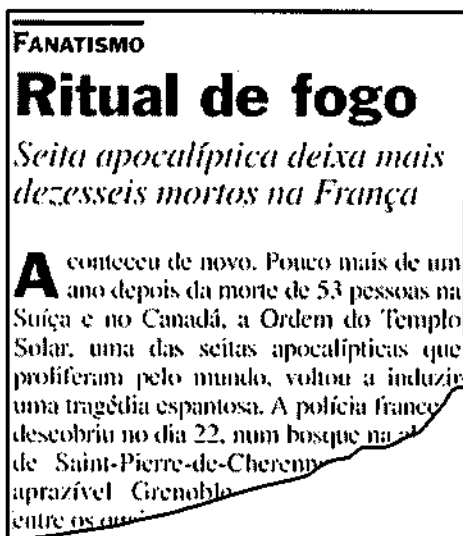 FANATISMO
Ritual de fogo
Seita apocalíptica deixa mais
dezesseis mortos na França
Aconteceu de novo. Pouco mais de um
ano depois da morte de 53 pessoas na
Suíça e no Canadá, a Ordem do Templo
Solar, uma das seitas apocalípticas que
proliferam pelo mundo, voltou a induzir
uma tragédia espantosa. A polícia
descobriu no dia 22, num bosque na
de Saint-Pierre-de-
aprazível Grenoble
entre os